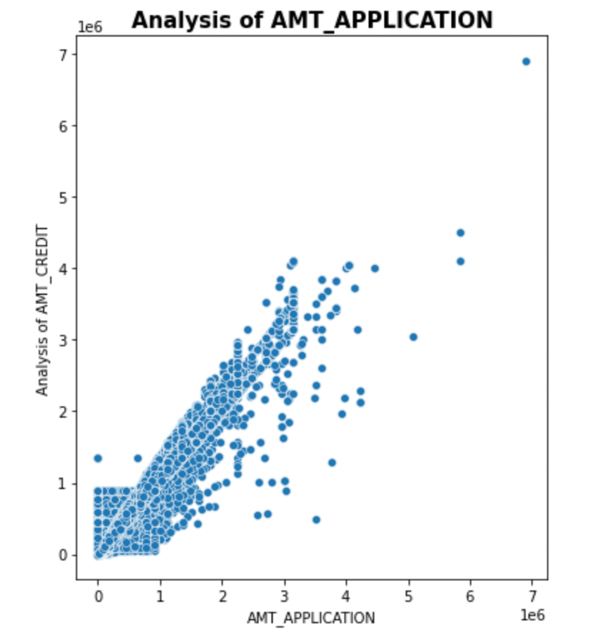 Analysis of AMT_APPLICATION
1e6
7
6
5
4
3
2
1
0
Analysis of AMT_CREDIT
0 1 2 3 4 5 6 7
1e6
AMT_APPLICATION